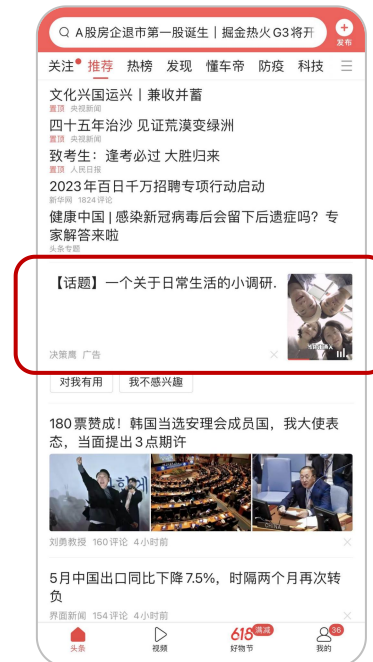 A股房企退市第一股诞生｜掘金热火G3将开
发布
关注 推荐 热榜 发现 懂车帝 防疫 科技
文化兴国运兴｜兼收并蓄
置顶 央视新闻
四十五年治沙 见证荒漠变绿洲
置顶 央视新闻
致考生：逢考必过 大胜归来
置顶 人民日报
2023年百日千万招聘专项行动启动
新华网 1824评论
健康中国｜感染新冠病毒后会留下后遗症吗？专
家解答来啦
头条专题
【话题】一个关于日常生活的小调研.
决策鹰 广告
对我有用 我不感兴趣
180票赞成！韩国当选安理会成员国，我大使表
态，当面提出3点期许
CHINA
刘勇教授 160评论 4小时前
5月中国出口同比下降7.5%，时隔两个月再次转
负
界面新闻 154评论 4小时前
满减 36
头条 视频 618好物节 我的